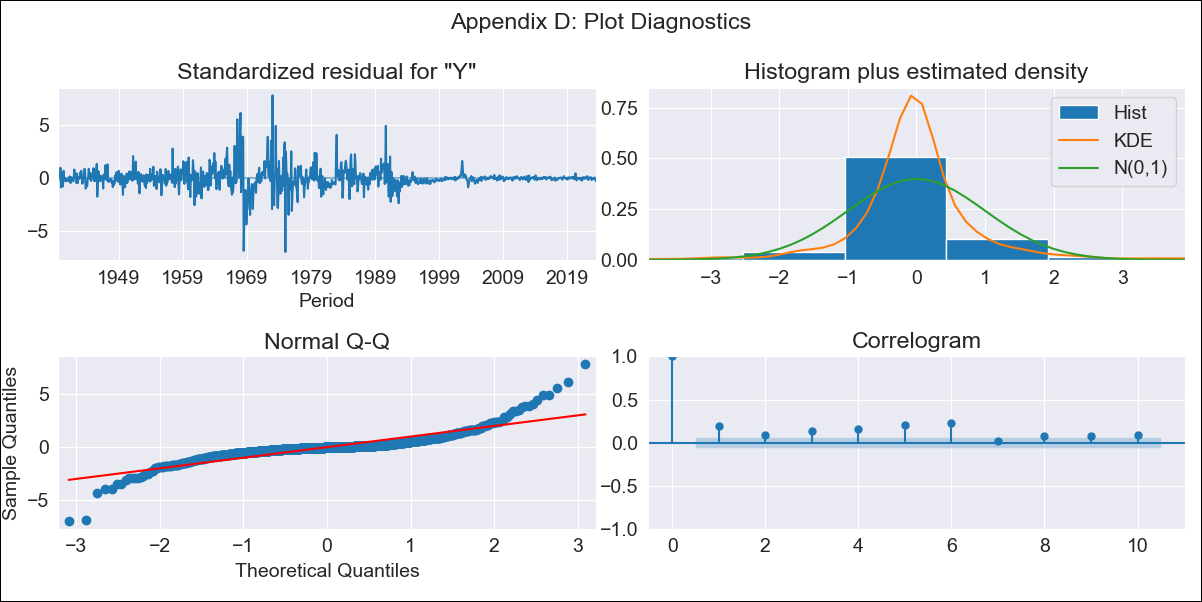 Appendix D: Plot Diagnostics
Standardized residual for "Y"
5
0
−5
1949 1959 1969 1979 1989 1999 2009 2019
Period
Histogram plus estimated density
0.75
0.50
0.25
0.00
−3 −2 −1 0 1 2 3
Hist
KDE
N(0,1)
Normal Q-Q
Sample Quantiles
5
0
−5
−3 −2 −1 0 1 2 3
Theoretical Quantiles
Correlogram
1.0
0.5
0.0
−0.5
−1.0
0 2 4 6 8 10